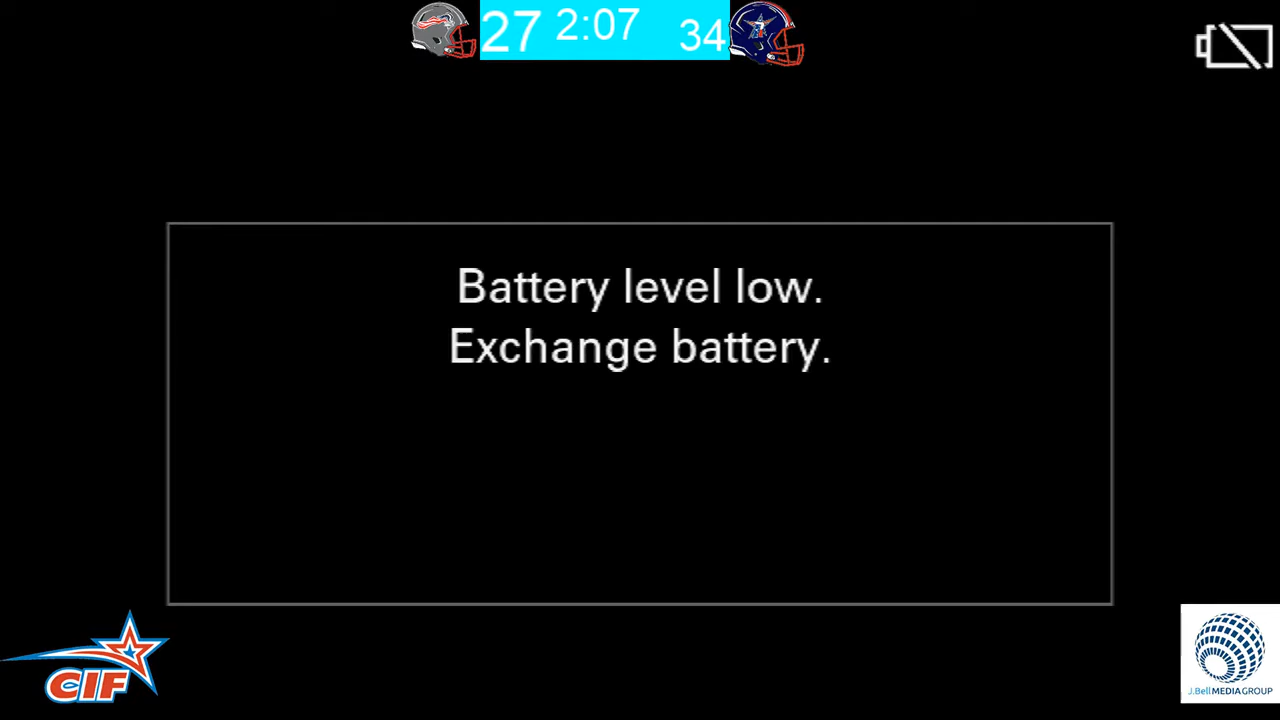 27 2:07 34
Battery level low.
Exchange battery.
CIF
J.Bell MEDIA GROUP